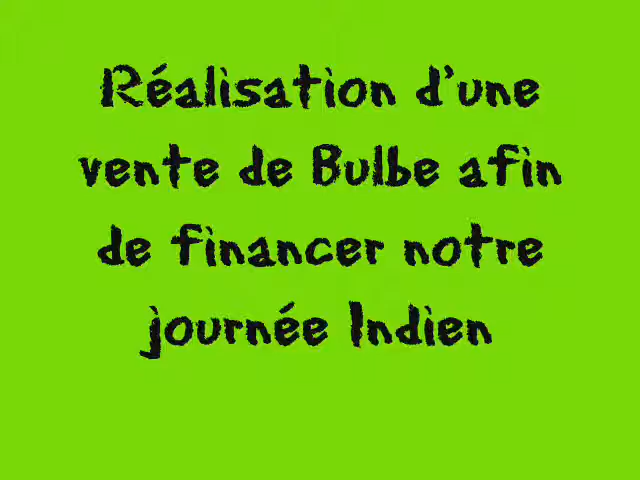 Réalisation d'une
vente de Bulbe afin
de financer notre
journée Indien